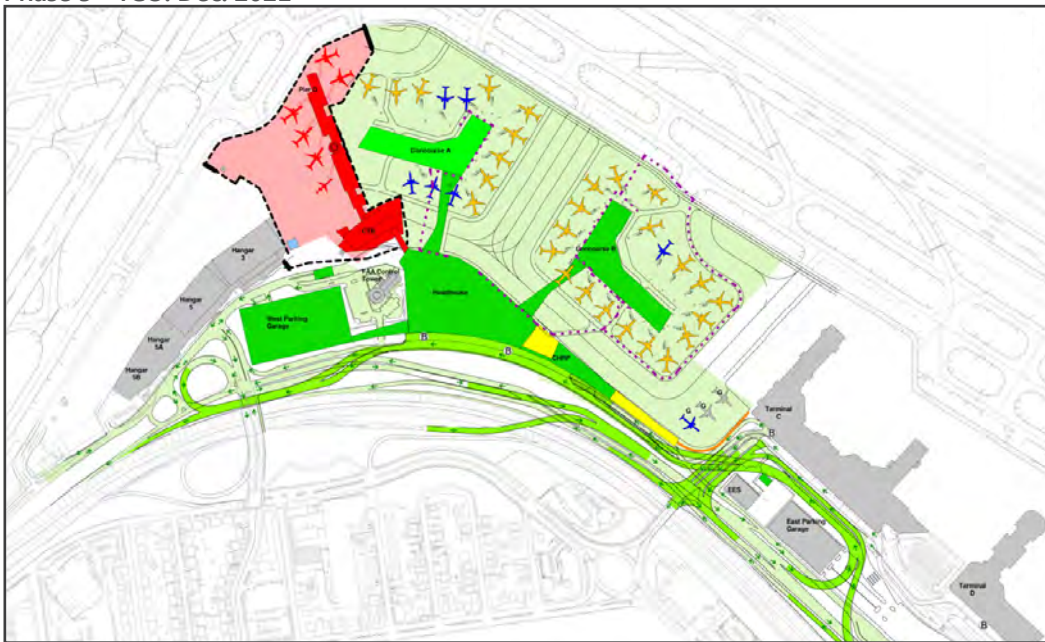 Hangar
3
Hangar
5
Hangar
5A
Hangar
5B
West Parking
Garage
FAA Control
Tower
Headhouse
Concourse A
Concourse B
CHRP
B
B
G
G
G
Terminal
C
B
EES
East Parking
Garage
Terminal
D
B